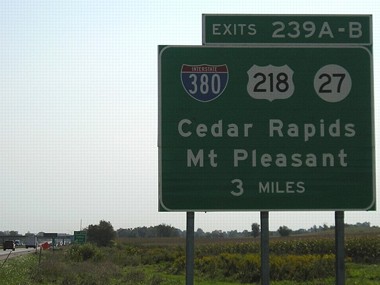 EXITS 239A-B
INTERSTATE
380 218 27
Cedar Rapids
Mt Pleasant
3 MILES